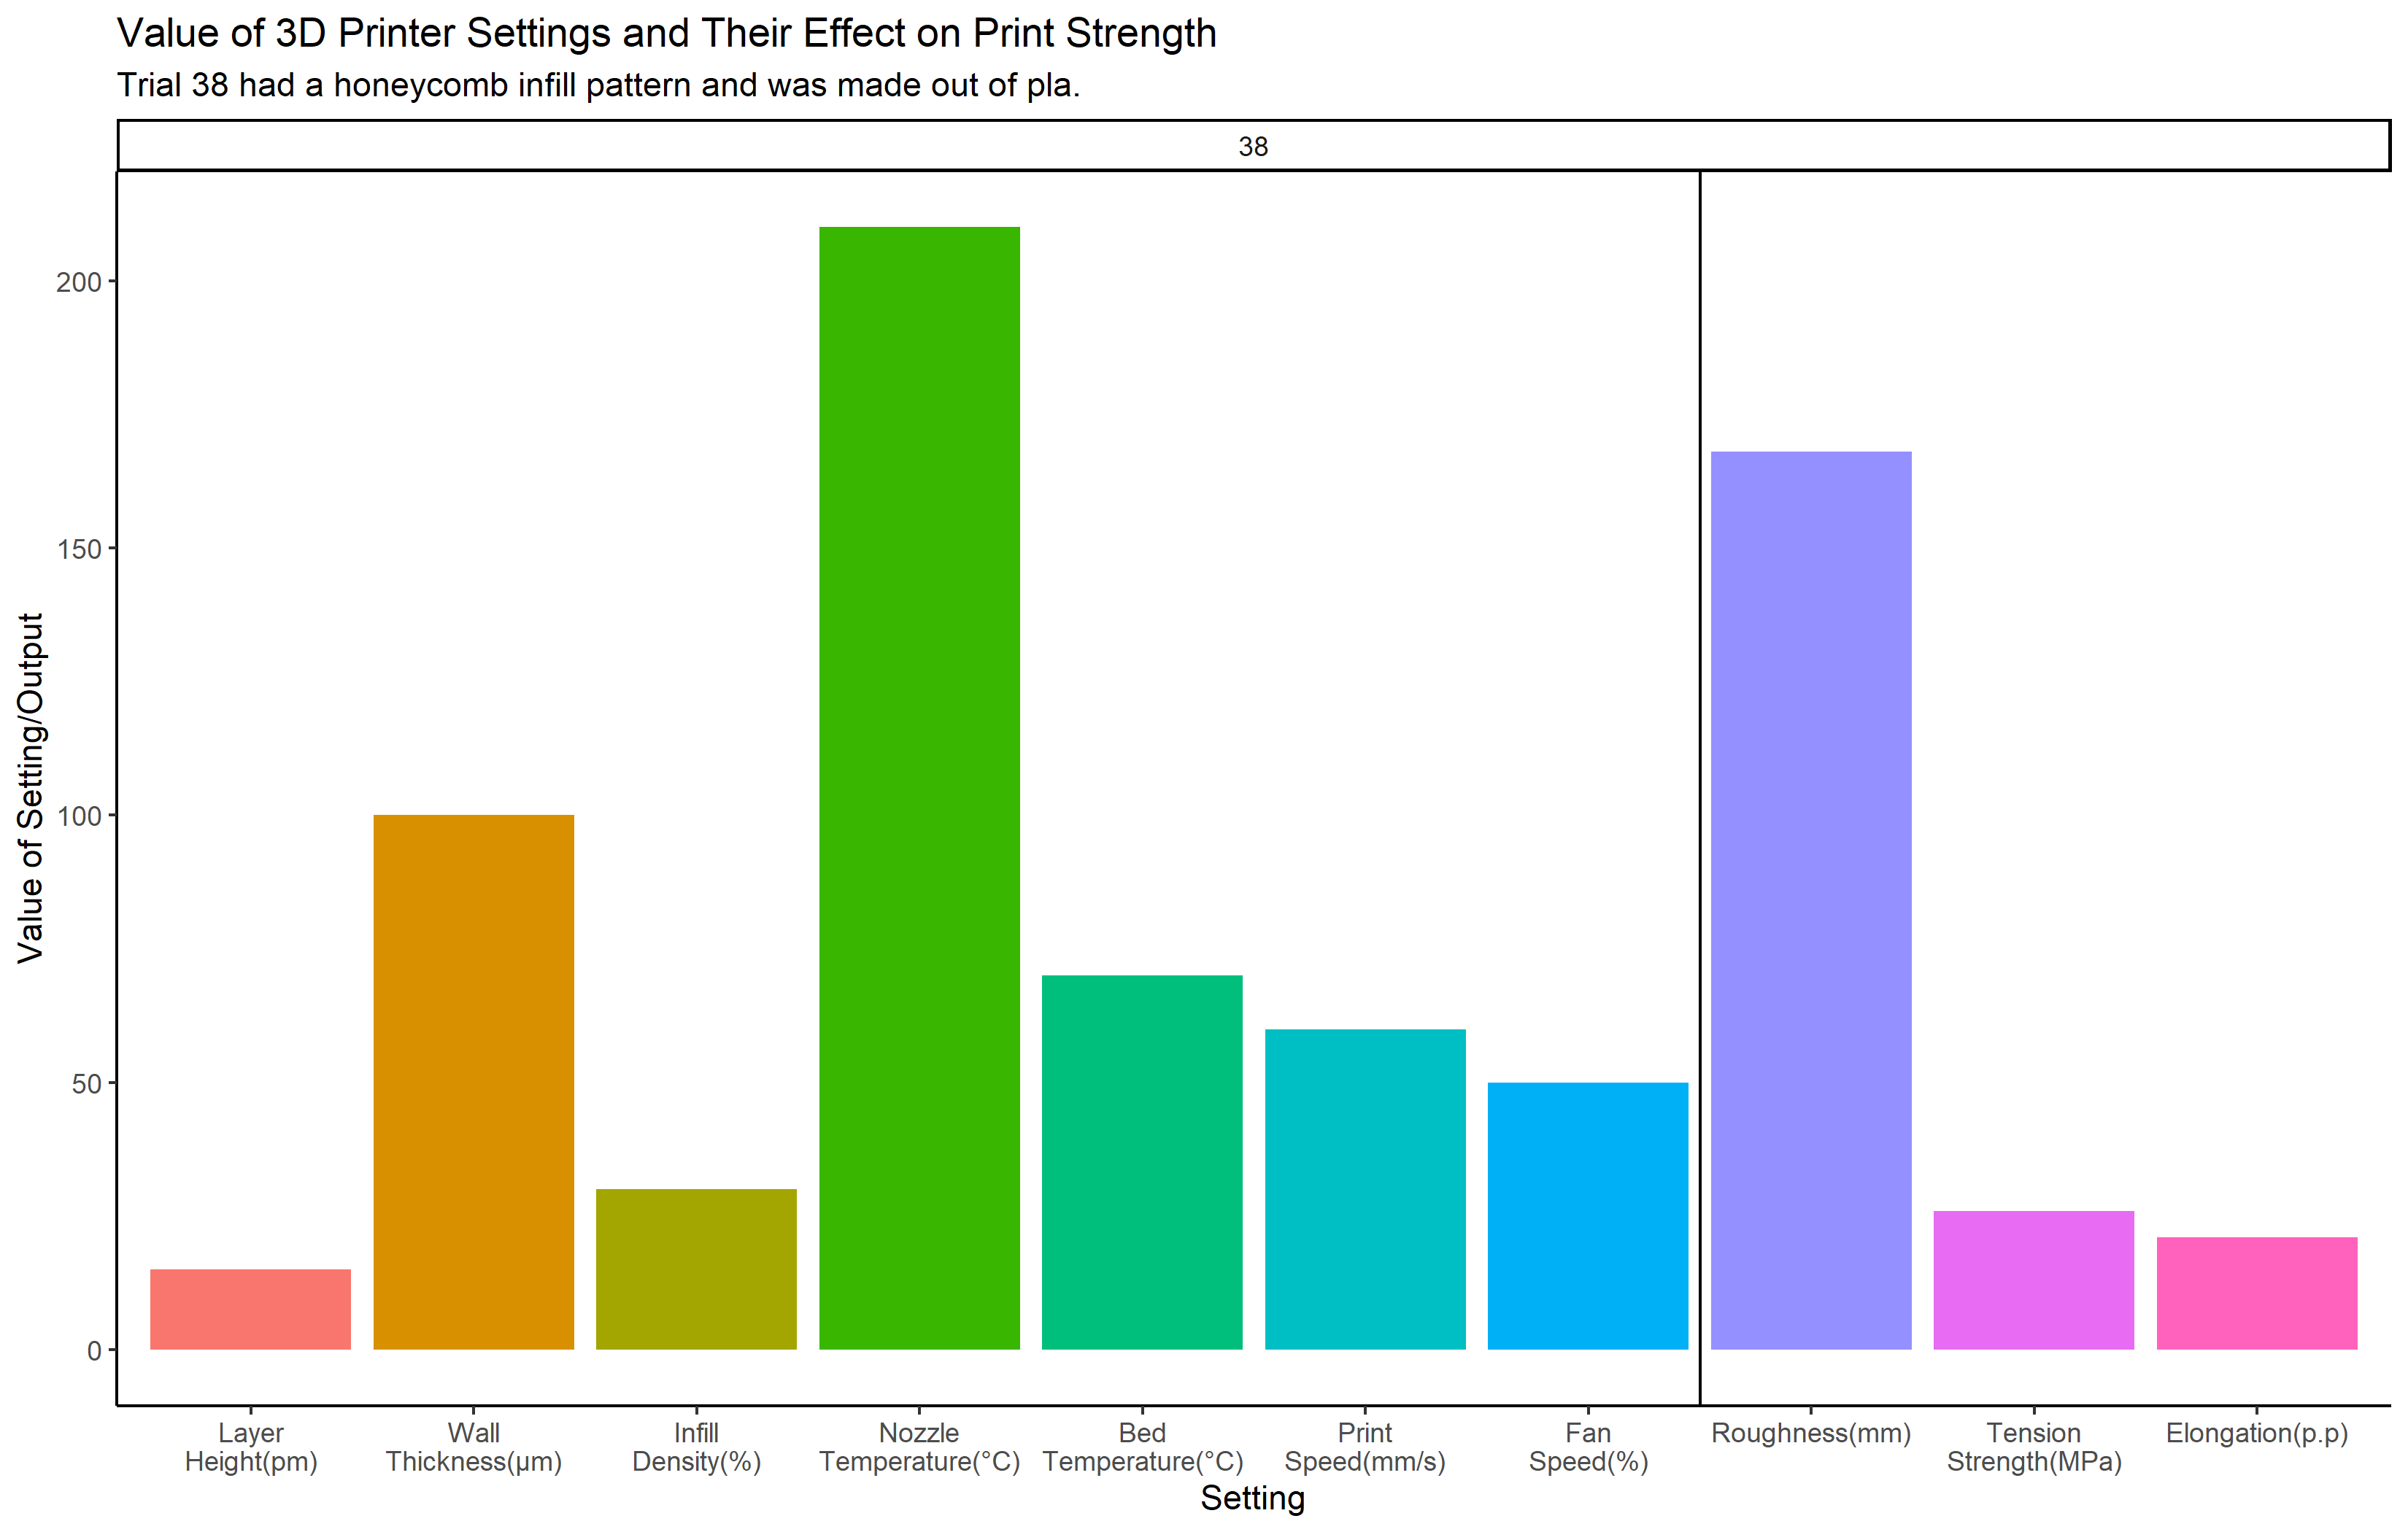 Value of 3D Printer Settings and Their Effect on Print Strength
Trial 38 had a honeycomb infill pattern and was made out of pla.
38
Value of Setting/Output
200
150
100
50
0
Layer
Height(pm)
Wall
Thickness(µm)
Infill
Density(%)
Nozzle
Temperature(°C)
Bed
Temperature(°C)
Print
Speed(mm/s)
Fan
Speed(%)
Roughness(mm)
Tension
Strength(MPa)
Elongation(p.p)
Setting